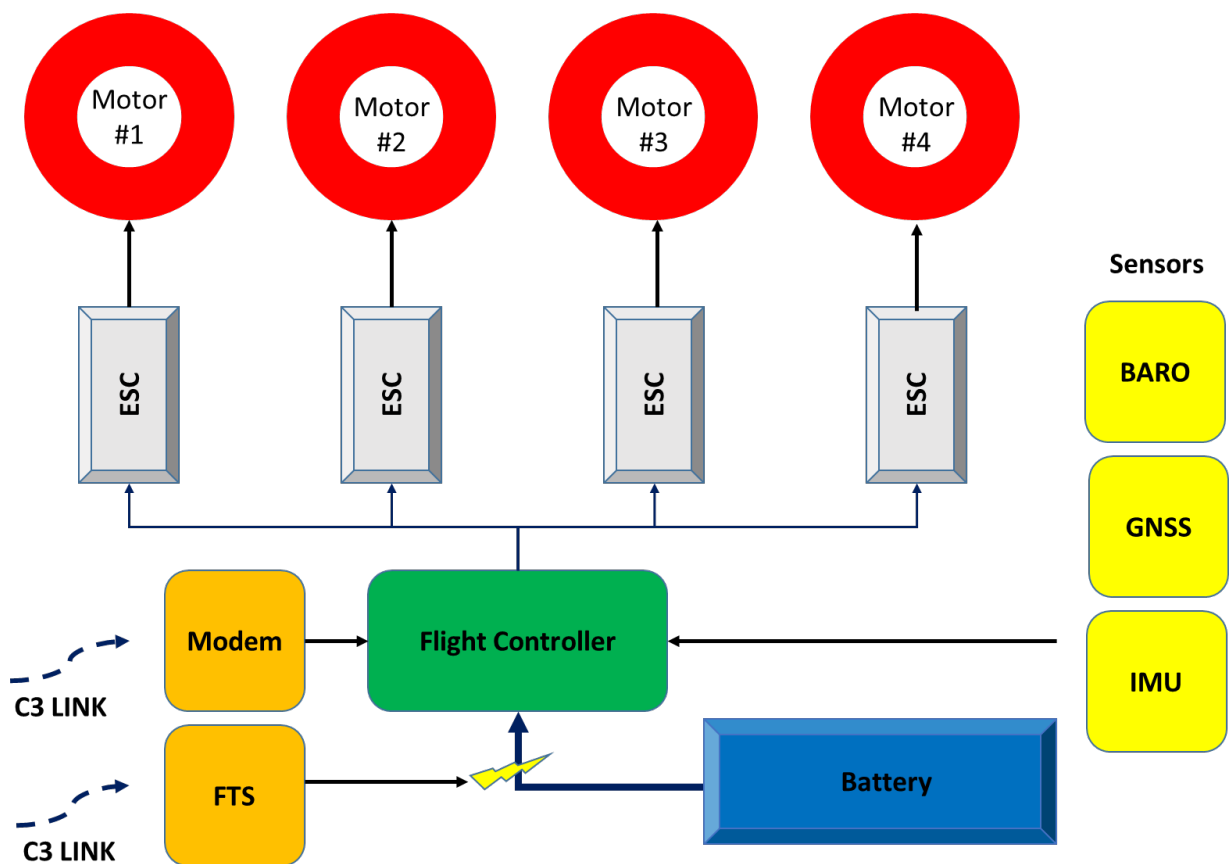 Motor
#1
Motor
#2
Motor
#3
Motor
#4
Sensors
ESC
ESC
ESC
ESC
BARO
GNSS
IMU
Modem
Flight Controller
C3 LINK
FTS
Battery
C3 LINK